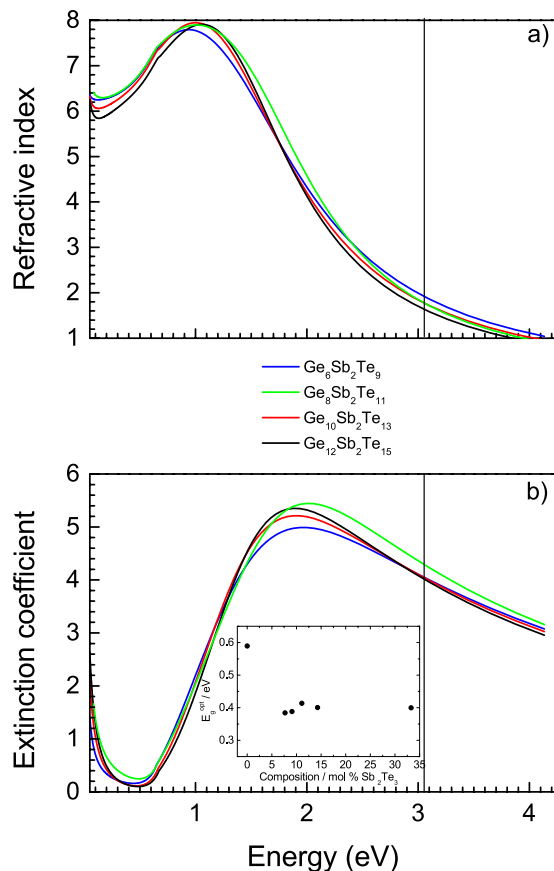 8
7
6
5
4
3
2
1
Refractive index
a)
Ge6Sb2Te9
Ge8Sb2Te11
Ge10Sb2Te13
Ge12Sb2Te15
6
5
4
3
2
1
0
Extinction coefficient
b)
0.6
0.5
0.4
0.3
Eg^opt / eV
0 5 10 15 20 25 30 35
Composition / mol % Sb2Te3
1 2 3 4
Energy (eV)